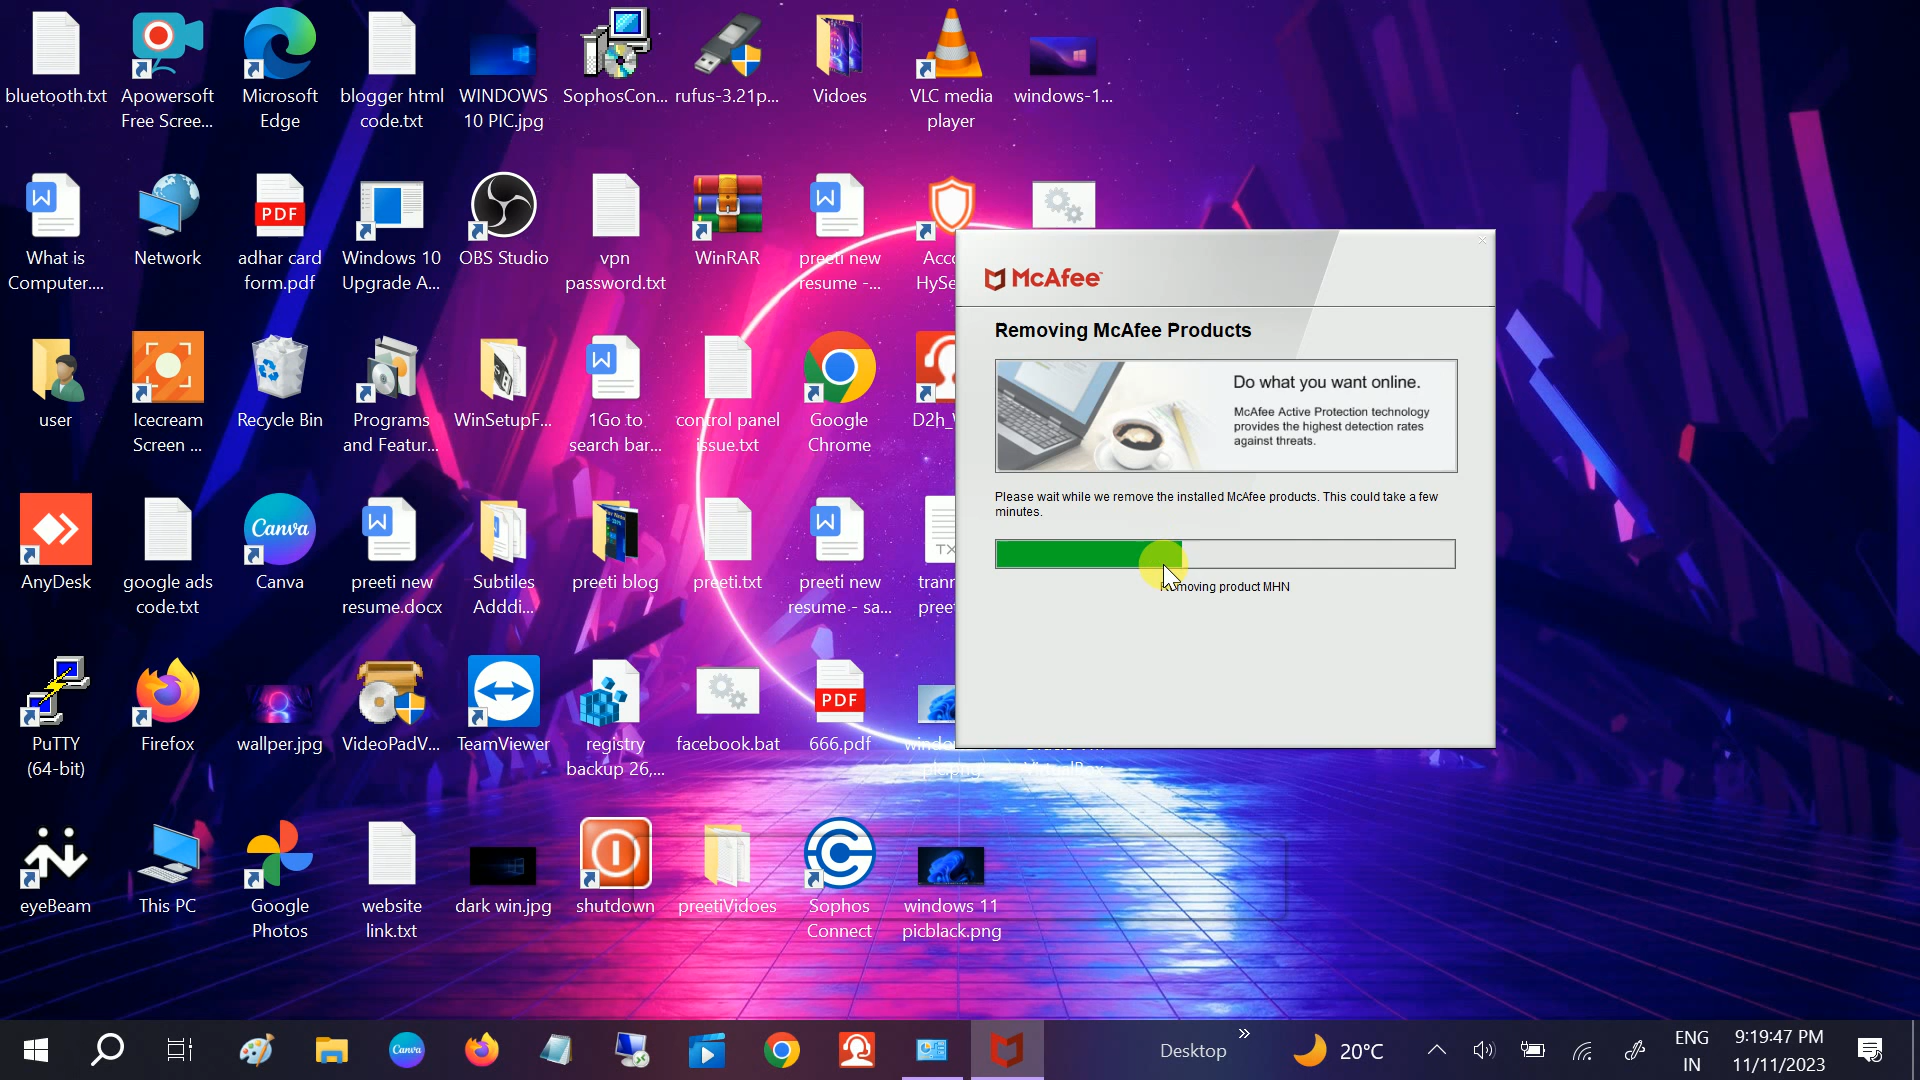 bluetooth.txt
Apowersoft
Free Scree...
Microsoft
Edge
blogger html
code.txt
WINDOWS
10 PIC.jpg
SophosCon...
rufus-3.21p...
Vidoes
VLC media
player
windows-1...
What is
Computer....
Network
PDF
adhar card
form.pdf
Windows 10
Upgrade A...
OBS Studio
vpn
password.txt
WinRAR
preeti new
resume -...
user
Icecream
Screen ...
Recycle Bin
Programs
and Featur...
WinSetupF...
1Go to
search bar...
control panel
issue.txt
Google
Chrome
AnyDesk
google ads
code.txt
Canva
Canva
preeti new
resume.docx
Subtiles
Adddi...
preeti blog
preeti.txt
preeti new
resume - sa...
PuTTY
(64-bit)
Firefox
wallper.jpg
VideoPadV...
TeamViewer
registry
backup 26,...
facebook.bat
PDF
666.pdf
eyeBeam
This PC
Google
Photos
website
link.txt
dark win.jpg
shutdown
preetiVidoes
Sophos
Connect
windows 11
picblack.png
McAfee™
Removing McAfee Products
Do what you want online.
McAfee Active Protection technology
provides the highest detection rates
against threats.
Please wait while we remove the installed McAfee products. This could take a few
minutes.
Removing product MHN
Canva
Desktop
20°C
ENG
IN
9:19:47 PM
11/11/2023